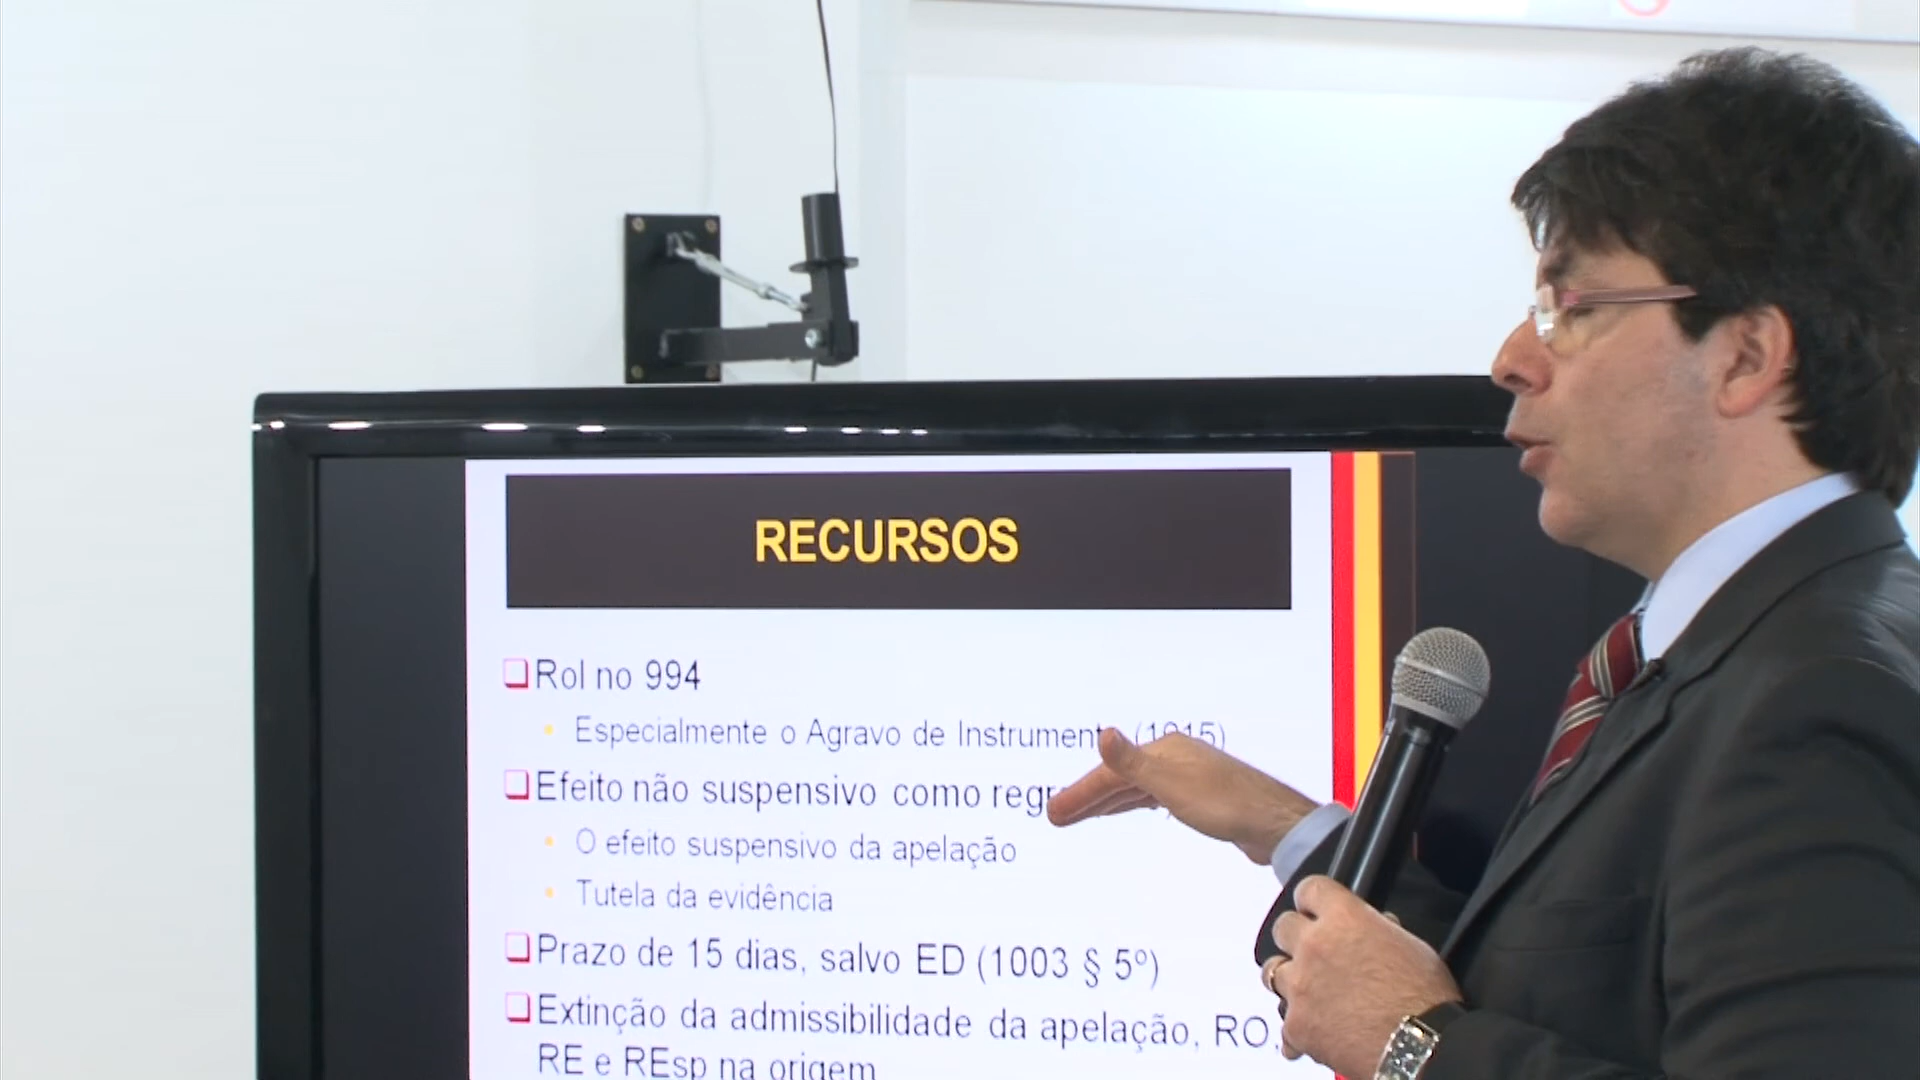 RECURSOS
Rol no 994
Especialmente o Agravo de Instrumento (1015)
Efeito não suspensivo como regra
O efeito suspensivo da apelação
Tutela da evidência
Prazo de 15 dias, salvo ED (1003 § 5º)
Extinção da admissibilidade da apelação, RO,
RE e REsp na origem